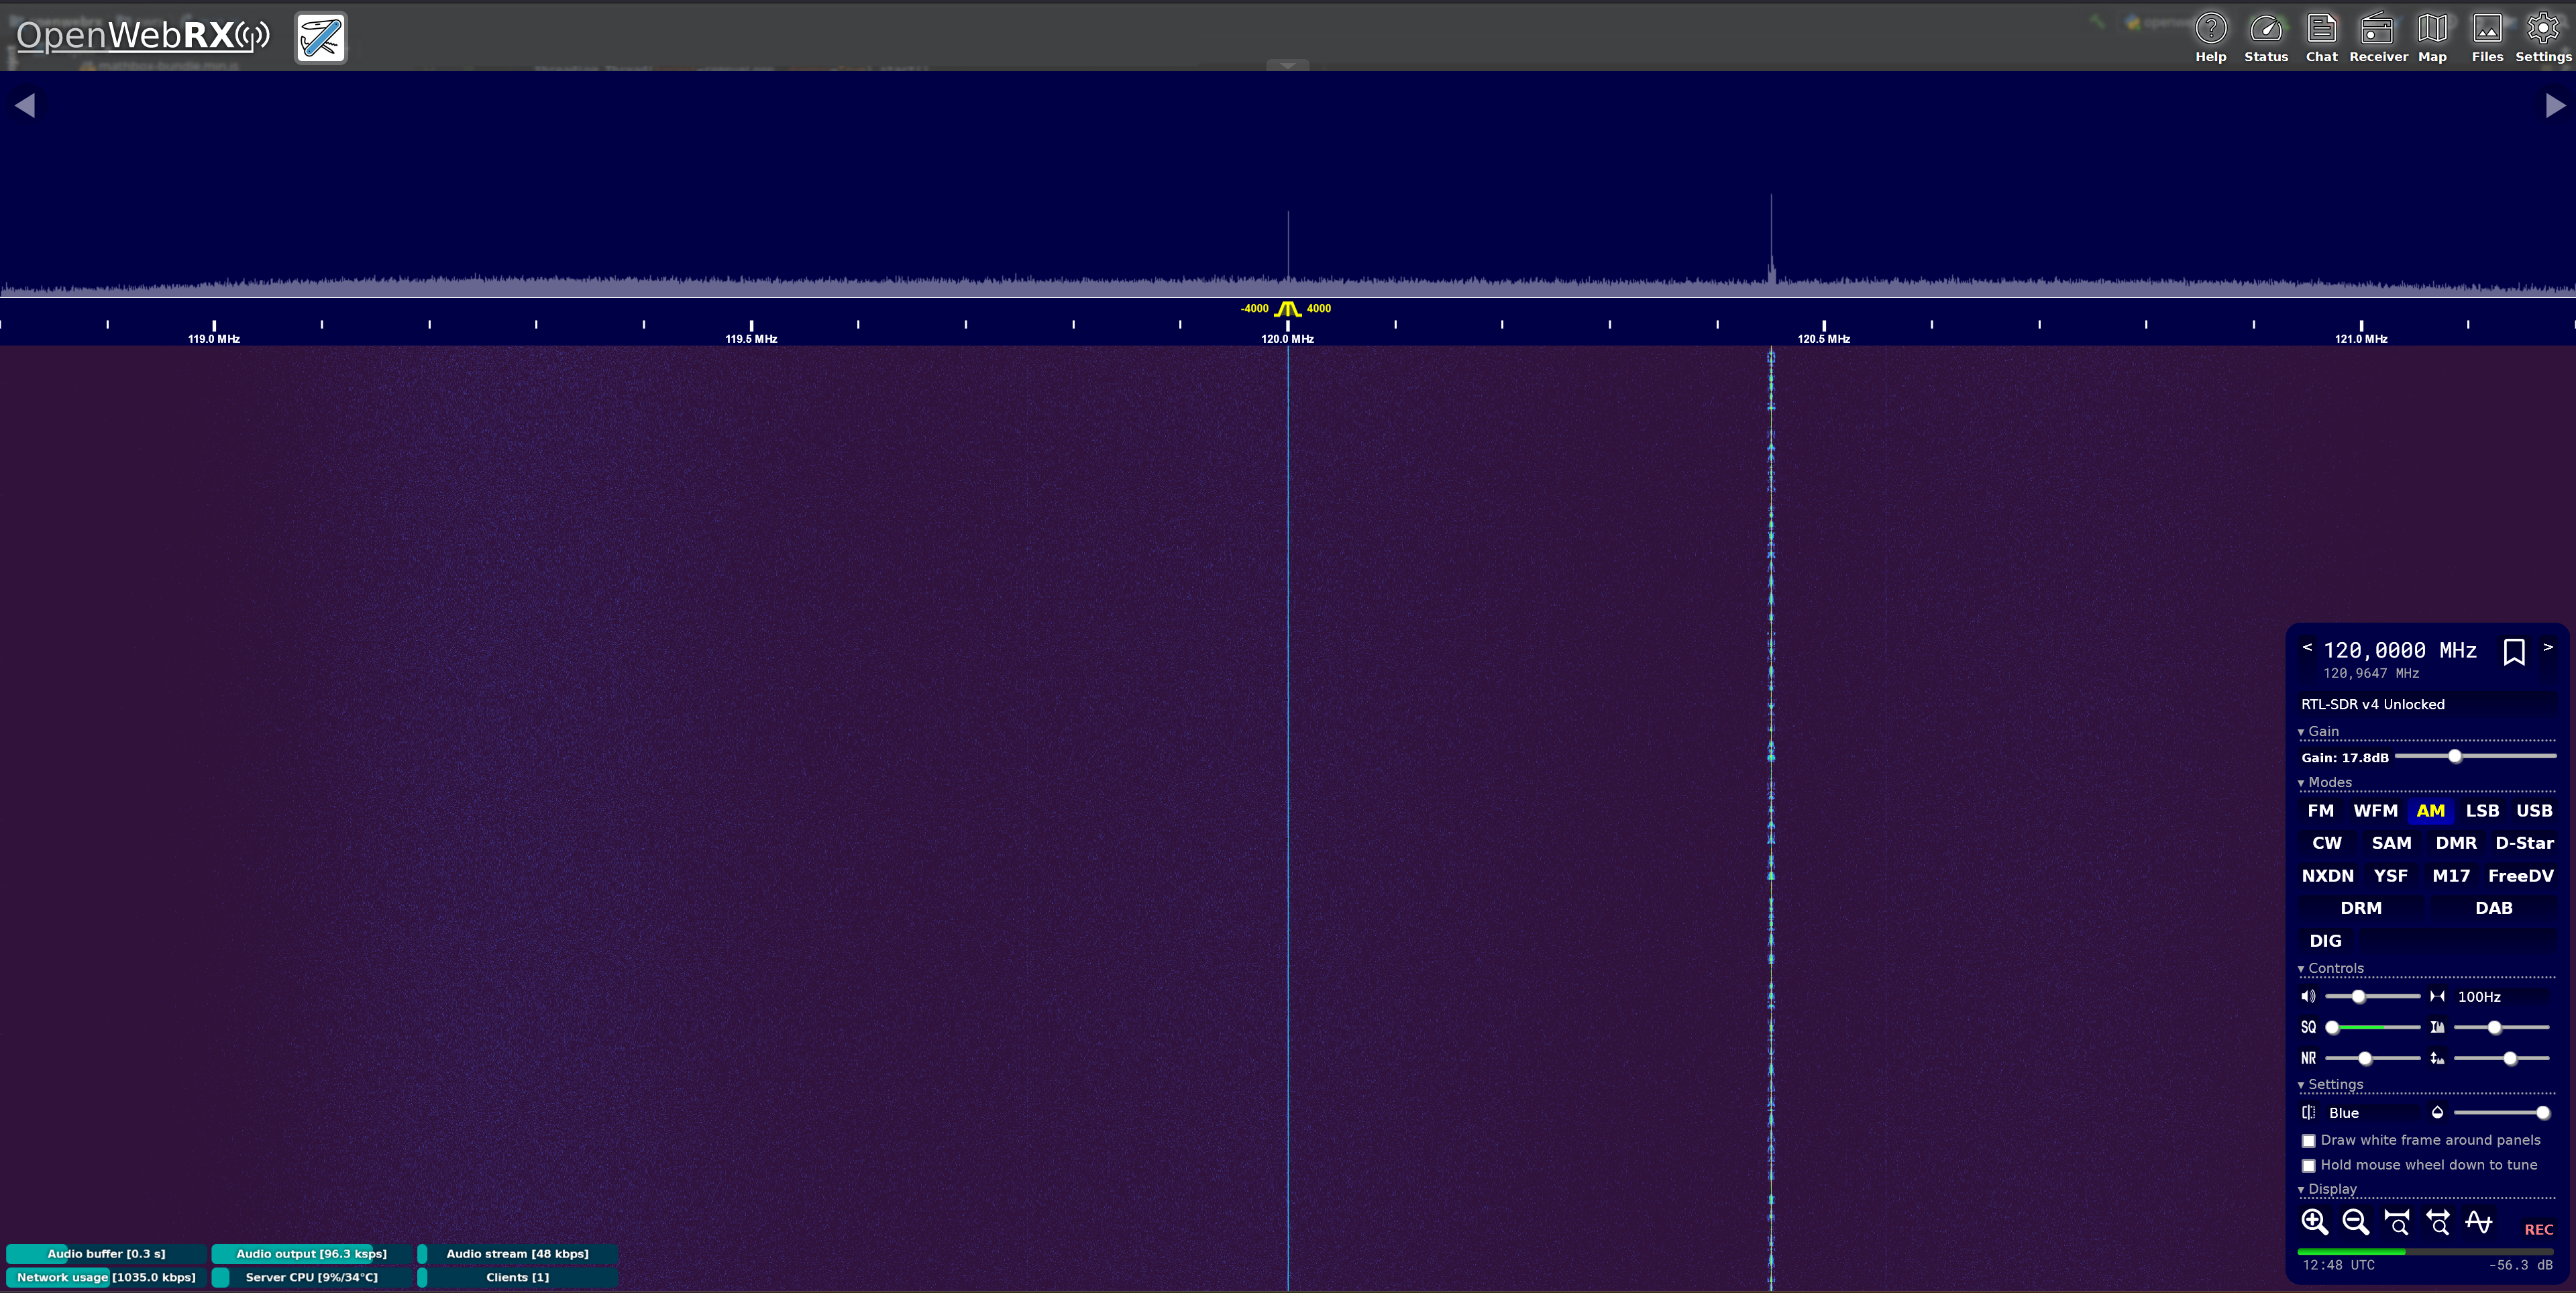 OpenWebRX
Help Status Chat Receiver Map Files Settings
mathbox-bundle.min.js
-4000 4000
119.0 MHz 119.5 MHz 120.0 MHz 120.5 MHz 121.0 MHz
< 120,0000 MHz >
120,9647 MHz
RTL-SDR v4 Unlocked
▾ Gain
Gain: 17.8dB
▾ Modes
FM WFM AM LSB USB
CW SAM DMR D-Star
NXDN YSF M17 FreeDV
DRM DAB
DIG
▾ Controls
100Hz
SQ
NR
▾ Settings
Blue
Draw white frame around panels
Hold mouse wheel down to tune
▾ Display
REC
12:48 UTC -56.3 dB
Audio buffer [0.3 s] Audio output [96.3 ksps] Audio stream [48 kbps]
Network usage [1035.0 kbps] Server CPU [9%/34°C] Clients [1]